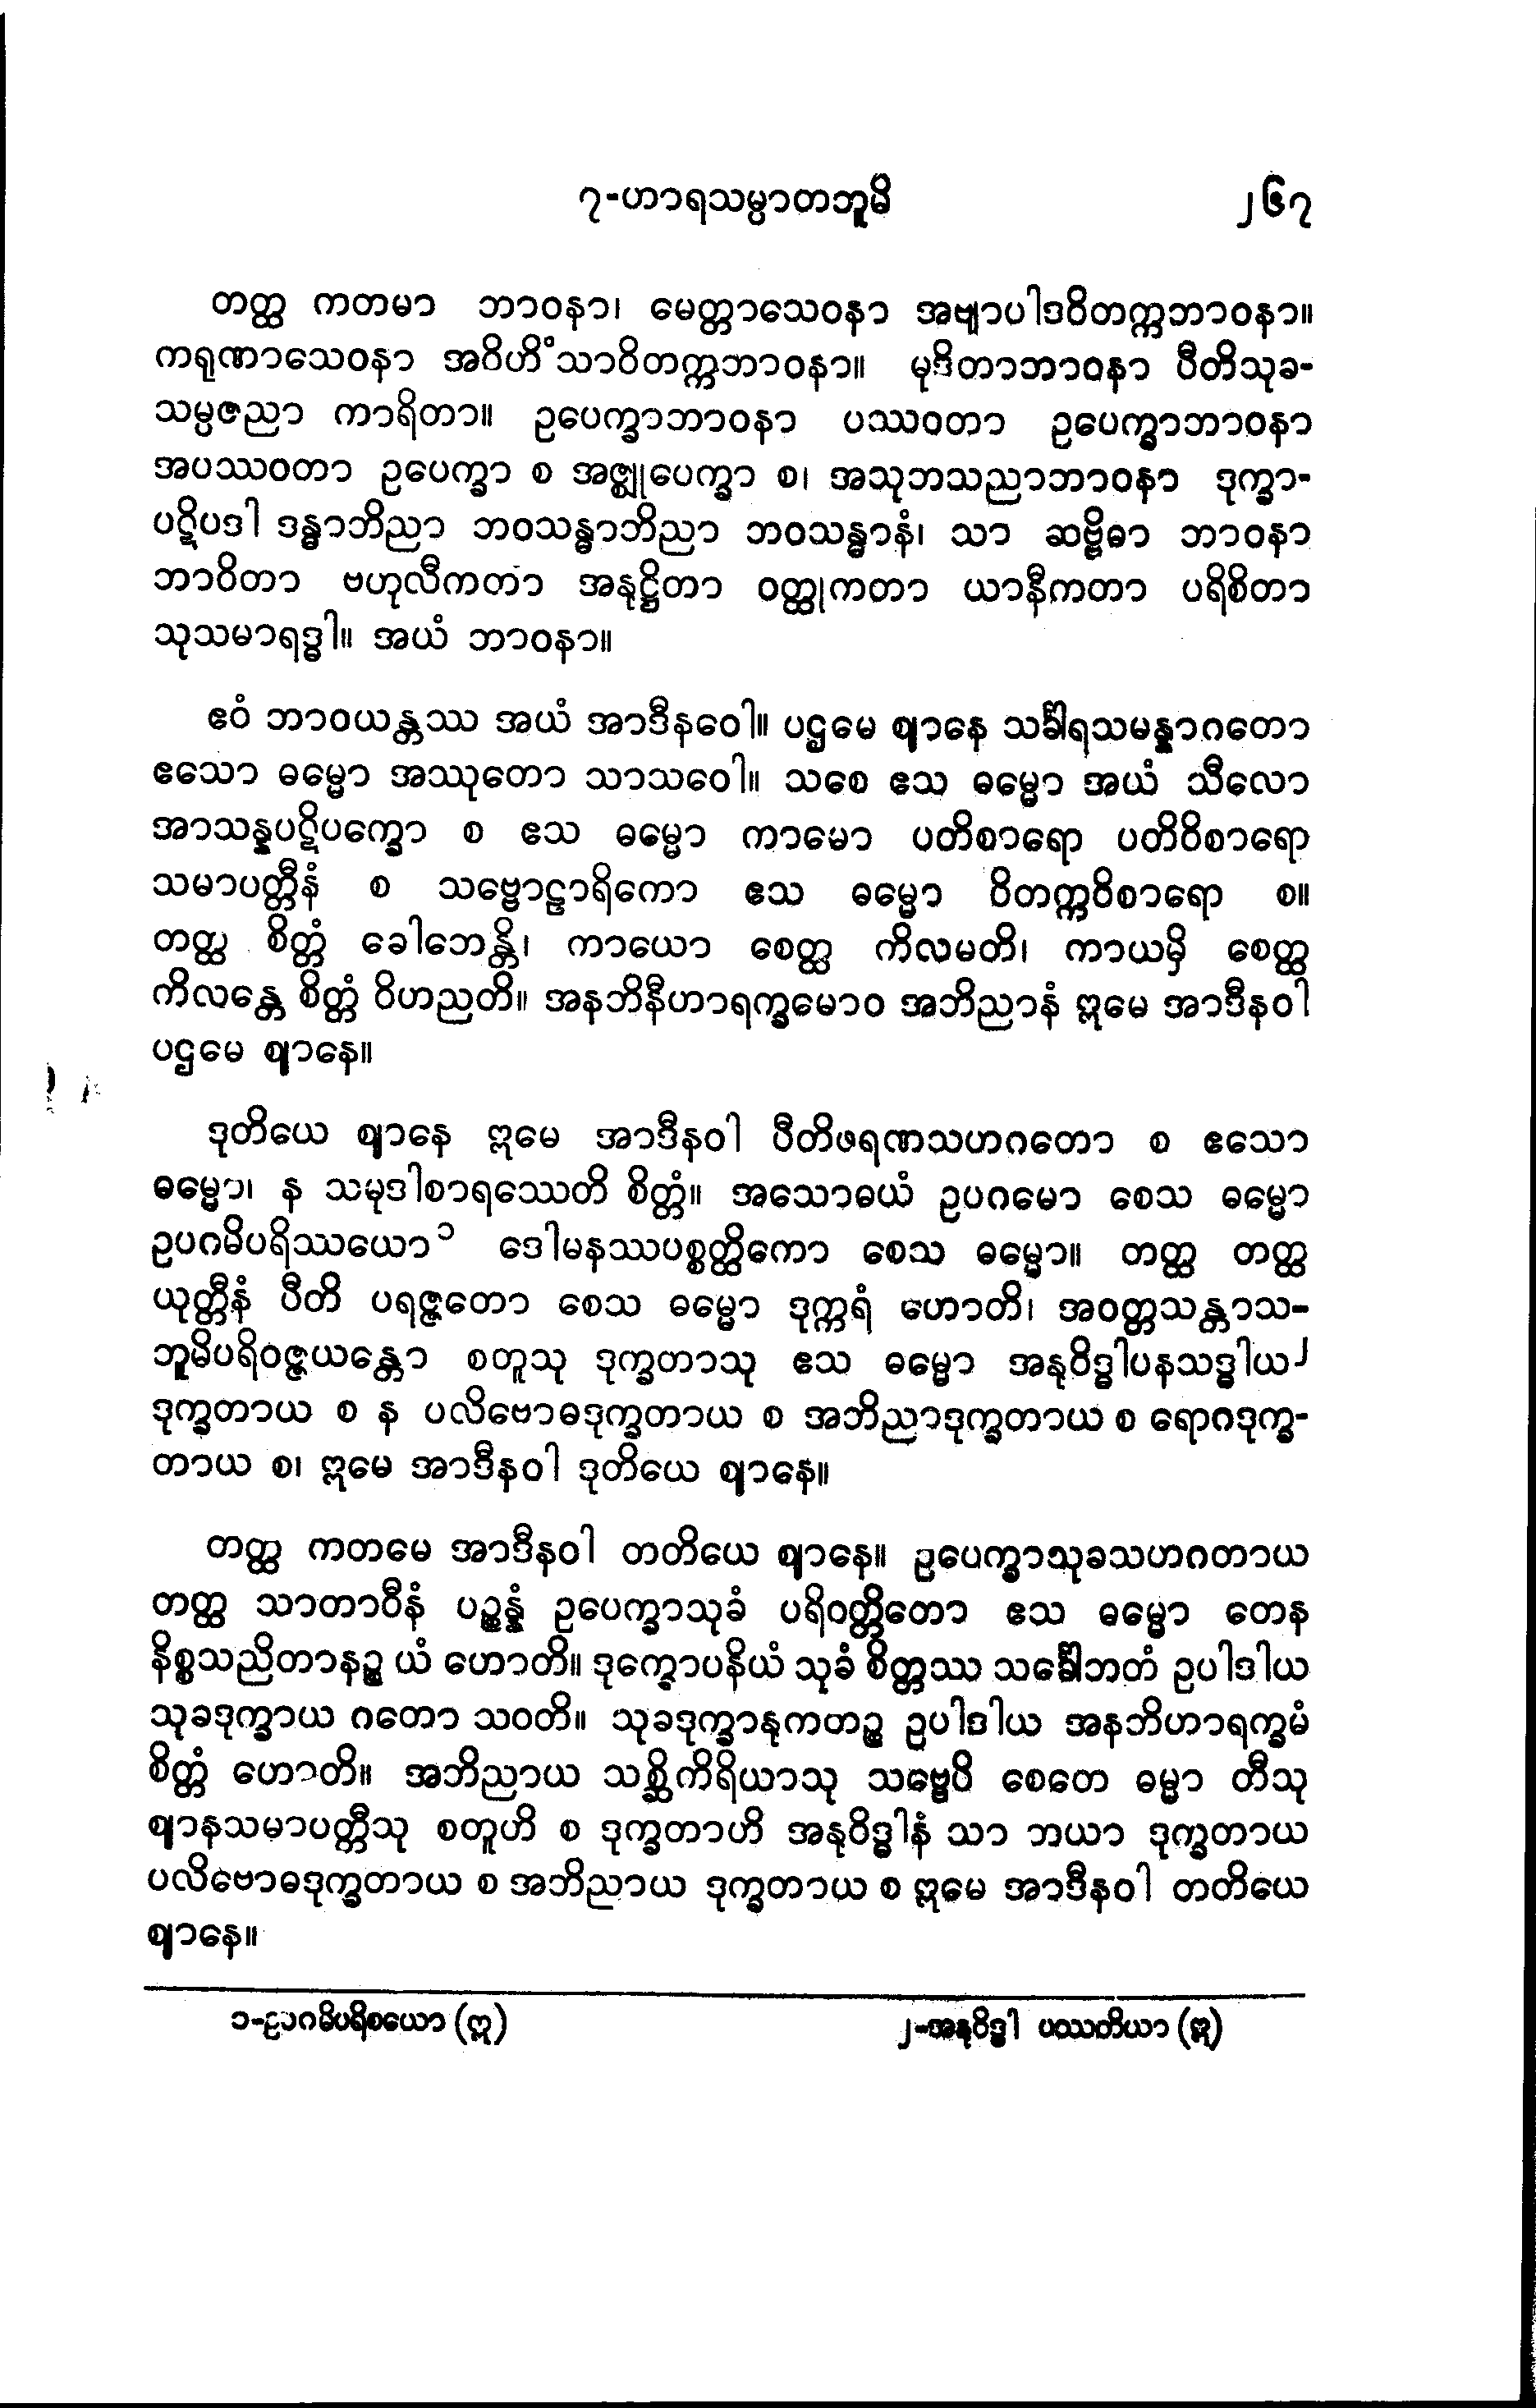 ၇-ဟာရသမ္ပာတဘူမိ ၂၆၇
တတ္ထ ကတမာ ဘာဝနာ၊ မေတ္တာသေဝနာ အဗျာပါဒဝိတက္ကဘာဝနာ။
ကရုဏာသေဝနာ အဝိဟိံသာဝိတက္ကဘာဝနာ။ မုဒိတာဘာဝနာ ပီတိသုခ-
သမ္ပဇညာ ကာရိတာ။ ဥပေက္ခာဘာဝနာ ပဿဝတာ ဥပေက္ခာဘာဝနာ
အပဿဝတာ ဥပေက္ခာ စ အဇ္ဈုပေက္ခာ စ၊ အသုဘသညာဘာဝနာ ဒုက္ခာ-
ပဋိပဒါ ဒန္ဓာဘိညာ ဘဝသန္ဓာဘိညာ ဘဝသန္ဓာနံ၊ သာ ဆဗ္ဗိဓာ ဘာဝနာ
ဘာဝိတာ ဗဟုလီကတာ အနုဋ္ဌိတာ ဝတ္ထုကတာ ယာနီကတာ ပရိစိတာ
သုသမာရဒ္ဓါ။ အယံ ဘာဝနာ။
ဧဝံ ဘာဝယန္တဿ အယံ အာဒီနဝေါ။ ပဌမေ ဈာနေ သင်္ခါရသမန္နာဂတော
ဧသော ဓမ္မော အဿုတော သာသဝေါ။ သစေ ဧသ ဓမ္မော အယံ သီလော
အာသန္နပဋိပက္ခော စ ဧသ ဓမ္မော ကာမော ပတိစာရော ပတိဝိစာရော
သမာပတ္တီနံ စ သဗ္ဗောဠာရိကော ဧသ ဓမ္မော ဝိတက္ကဝိစာရော စ။
တတ္ထ စိတ္တံ ခေါဘေန္တိ၊ ကာယော စေတ္ထ ကိလမတိ၊ ကာယမှိ စေတ္ထ
ကိလန္တေ စိတ္တံ ဝိဟညတိ။ အနဘိနီဟာရက္ခမောဝ အဘိညာနံ ဣမေ အာဒီနဝါ
ပဌမေ ဈာနေ။
ဒုတိယေ ဈာနေ ဣမေ အာဒီနဝါ ပီတိဖရဏသဟဂတော စ ဧသော
ဓမ္မော၊ န သမုဒါစာရဿေတိ စိတ္တံ။ အသောဓယံ ဥပဂမော စေသ ဓမ္မော
ဥပဂမိပရိဿယော၁ ဒေါမနဿပစ္စတ္ထိကော စေသ ဓမ္မော။ တတ္ထ တတ္ထ
ယုတ္တီနံ ပီတိ ပရဇ္ဇတော စေသ ဓမ္မော ဒုက္ကရံ ဟောတိ၊ အဝတ္တသန္တာသ-
ဘူမိပရိဝဇ္ဇယန္တော စတူသု ဒုက္ခတာသု ဧသ ဓမ္မော အနုဝိဒ္ဓါပနသဒ္ဓါယ၂
ဒုက္ခတာယ စ န ပလိဗောဓဒုက္ခတာယ စ အဘိညာဒုက္ခတာယ စ ရောဂဒုက္ခ-
တာယ စ၊ ဣမေ အာဒီနဝါ ဒုတိယေ ဈာနေ။
တတ္ထ ကတမေ အာဒီနဝါ တတိယေ ဈာနေ။ ဥပေက္ခာသုခသဟဂတာယ
တတ္ထ သာတာဝီနံ ပဉ္စန္နံ ဥပေက္ခာသုခံ ပရိဝတ္တိတော ဧသ ဓမ္မော တေန
နိစ္စသညိတာနဉ္စ ယံ ဟောတိ။ ဒုက္ခောပနိယံ သုခံ စိတ္တဿ သင်္ခေါဘတံ ဥပါဒါယ
သုခဒုက္ခာယ ဂတော သဝတိ။ သုခဒုက္ခာနုကတဉ္စ ဥပါဒါယ အနဘိဟာရက္ခမံ
စိတ္တံ ဟောတိ။ အဘိညာယ သစ္ဆိကိရိယာသု သဗ္ဗေပိ စေတေ ဓမ္မာ တီသု
ဈာနသမာပတ္တီသု စတူဟိ စ ဒုက္ခတာဟိ အနုဝိဒ္ဓါနံ သာ ဘယာ ဒုက္ခတာယ
ပလိဗောဓဒုက္ခတာယ စ အဘိညာယ ဒုက္ခတာယ စ ဣမေ အာဒီနဝါ တတိယေ
ဈာနေ။
၁-ဥပဂမိပရိစယော (ဣ) ၂-အနုဝိဒ္ဓါ ပဿတိယာ (ဣ)